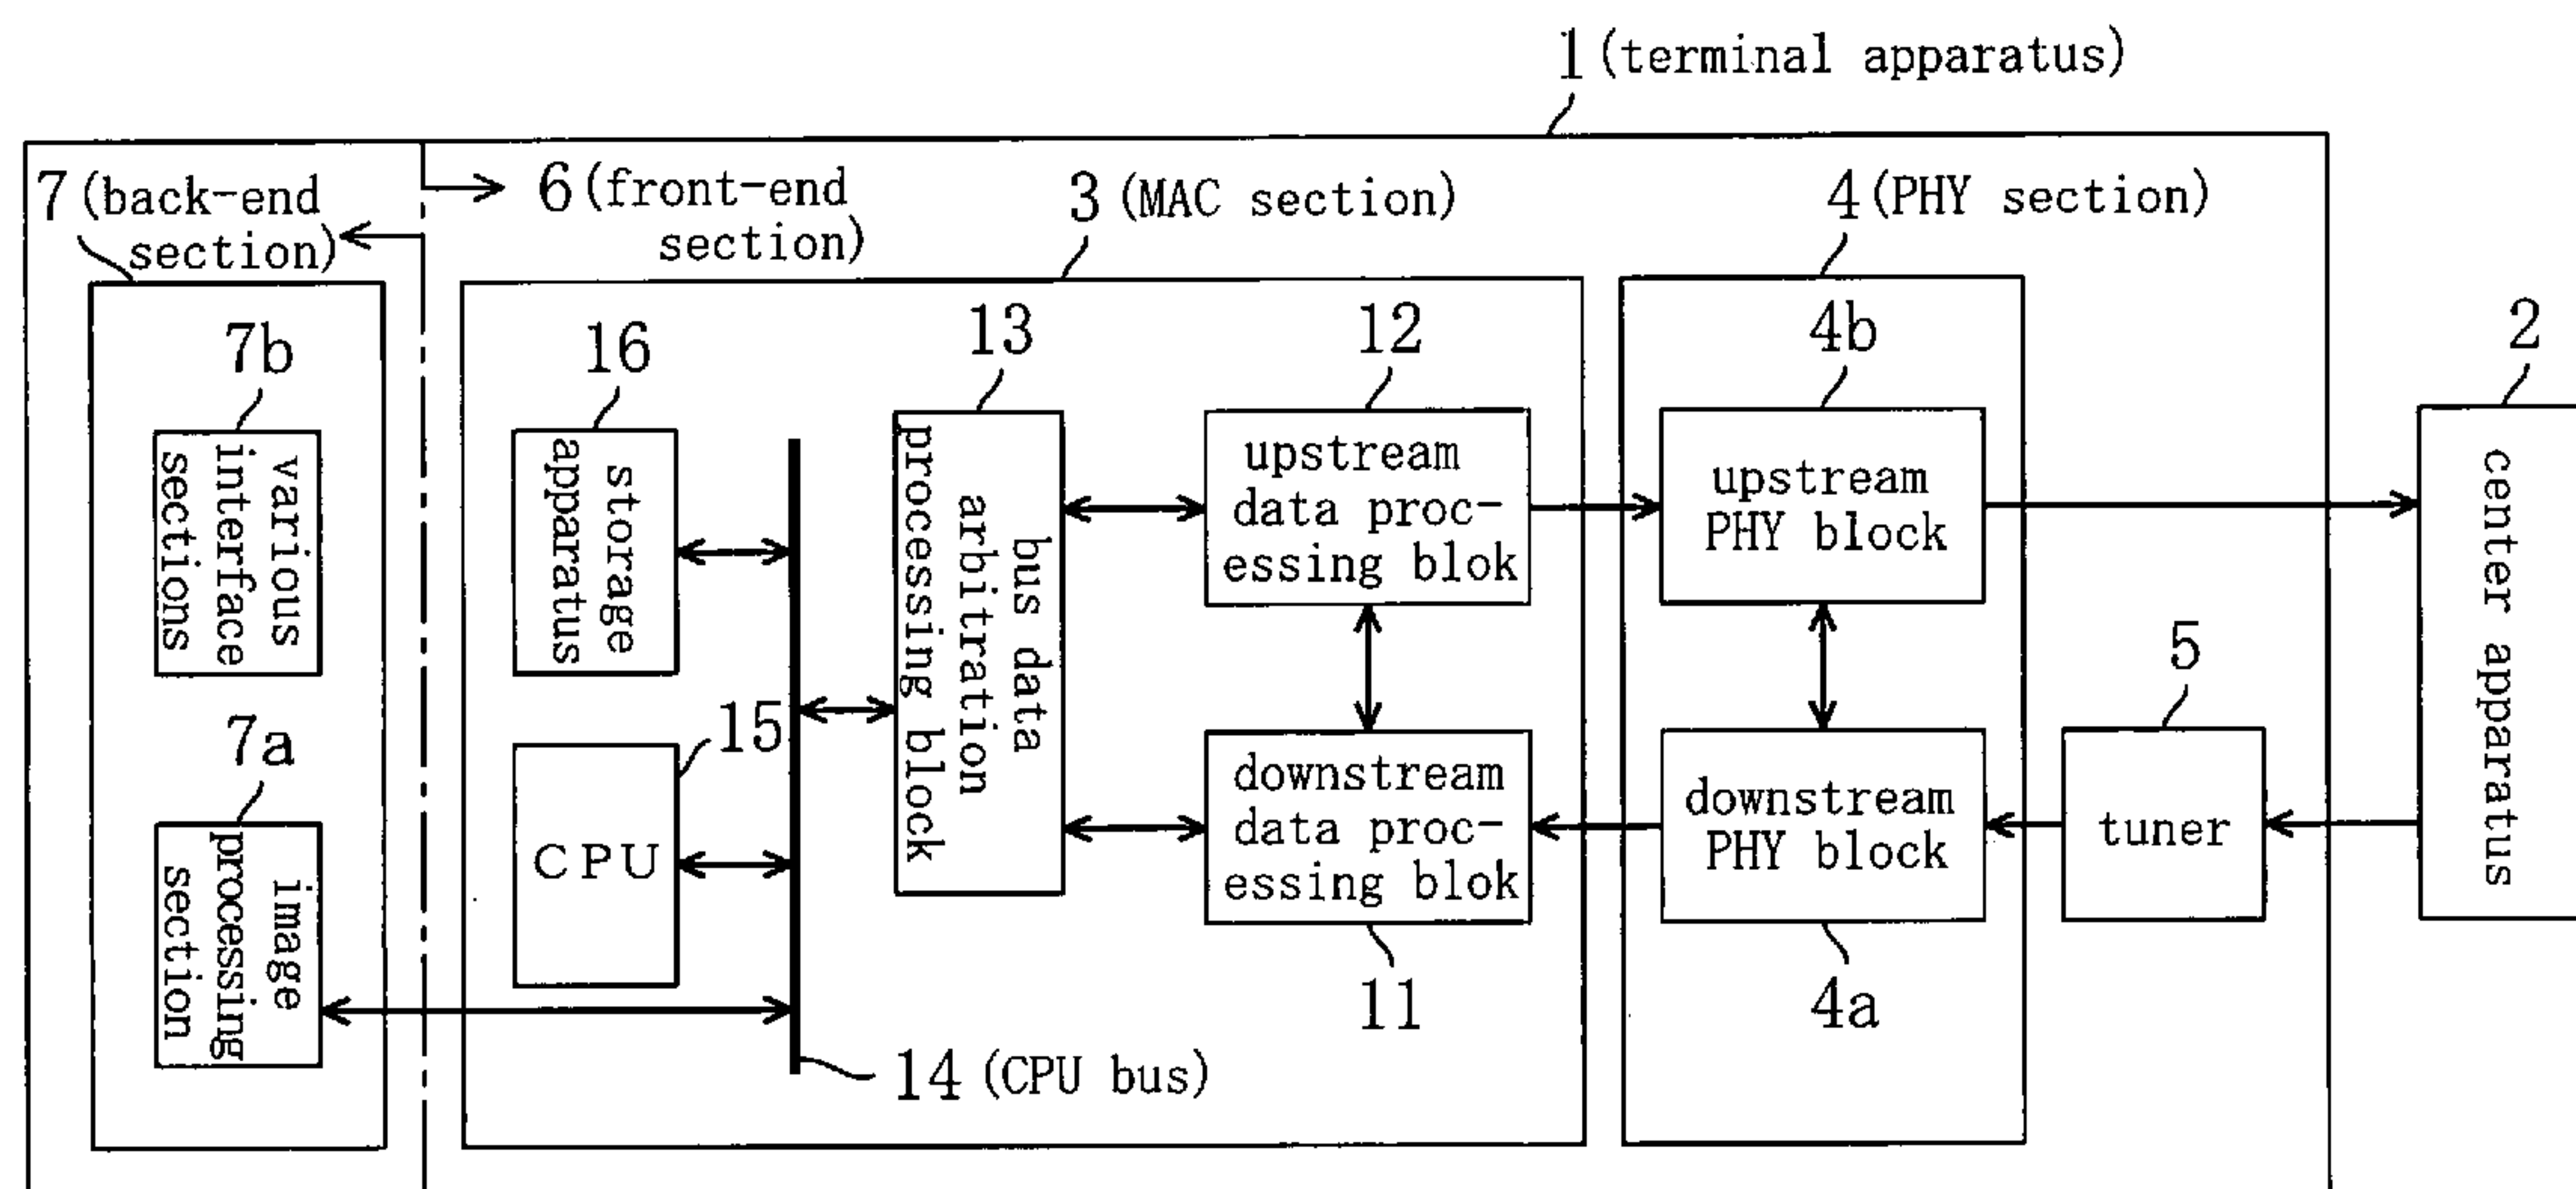 1 (terminal apparatus)
7 (back-end
section)
6 (front-end
section)
3 (MAC section)
4 (PHY section)
7b
various
interface
sections
7a
image
processing
section
16
storage
apparatus
15
CPU
14 (CPU bus)
13
bus data
arbitration
processing block
12
upstream
data proc-
essing blok
downstream
data proc-
essing blok
11
4b
upstream
PHY block
downstream
PHY block
4a
5
tuner
2
center apparatus